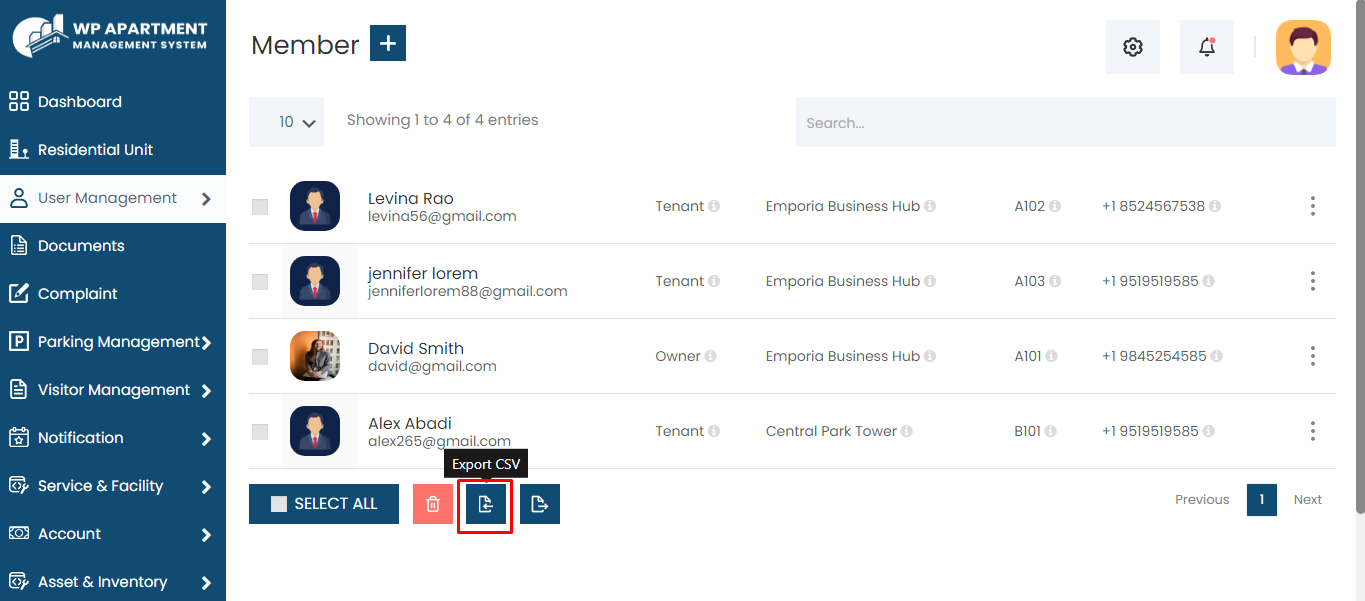 WP APARTMENT
MANAGEMENT SYSTEM
Dashboard
Residential Unit
User Management
Documents
Complaint
Parking Management
Visitor Management
Notification
Service & Facility
Account
Asset & Inventory
Member +
10 Showing 1 to 4 of 4 entries Search...
Levina Rao
levina56@gmail.com
Tenant Emporia Business Hub A102 +1 8524567538
jennifer lorem
jenniferlorem88@gmail.com
Tenant Emporia Business Hub A103 +1 9519519585
David Smith
david@gmail.com
Owner Emporia Business Hub A101 +1 9845254585
Alex Abadi
alex265@gmail.com
Tenant Central Park Tower B101 +1 9519519585
Export CSV
SELECT ALL
Previous 1 Next